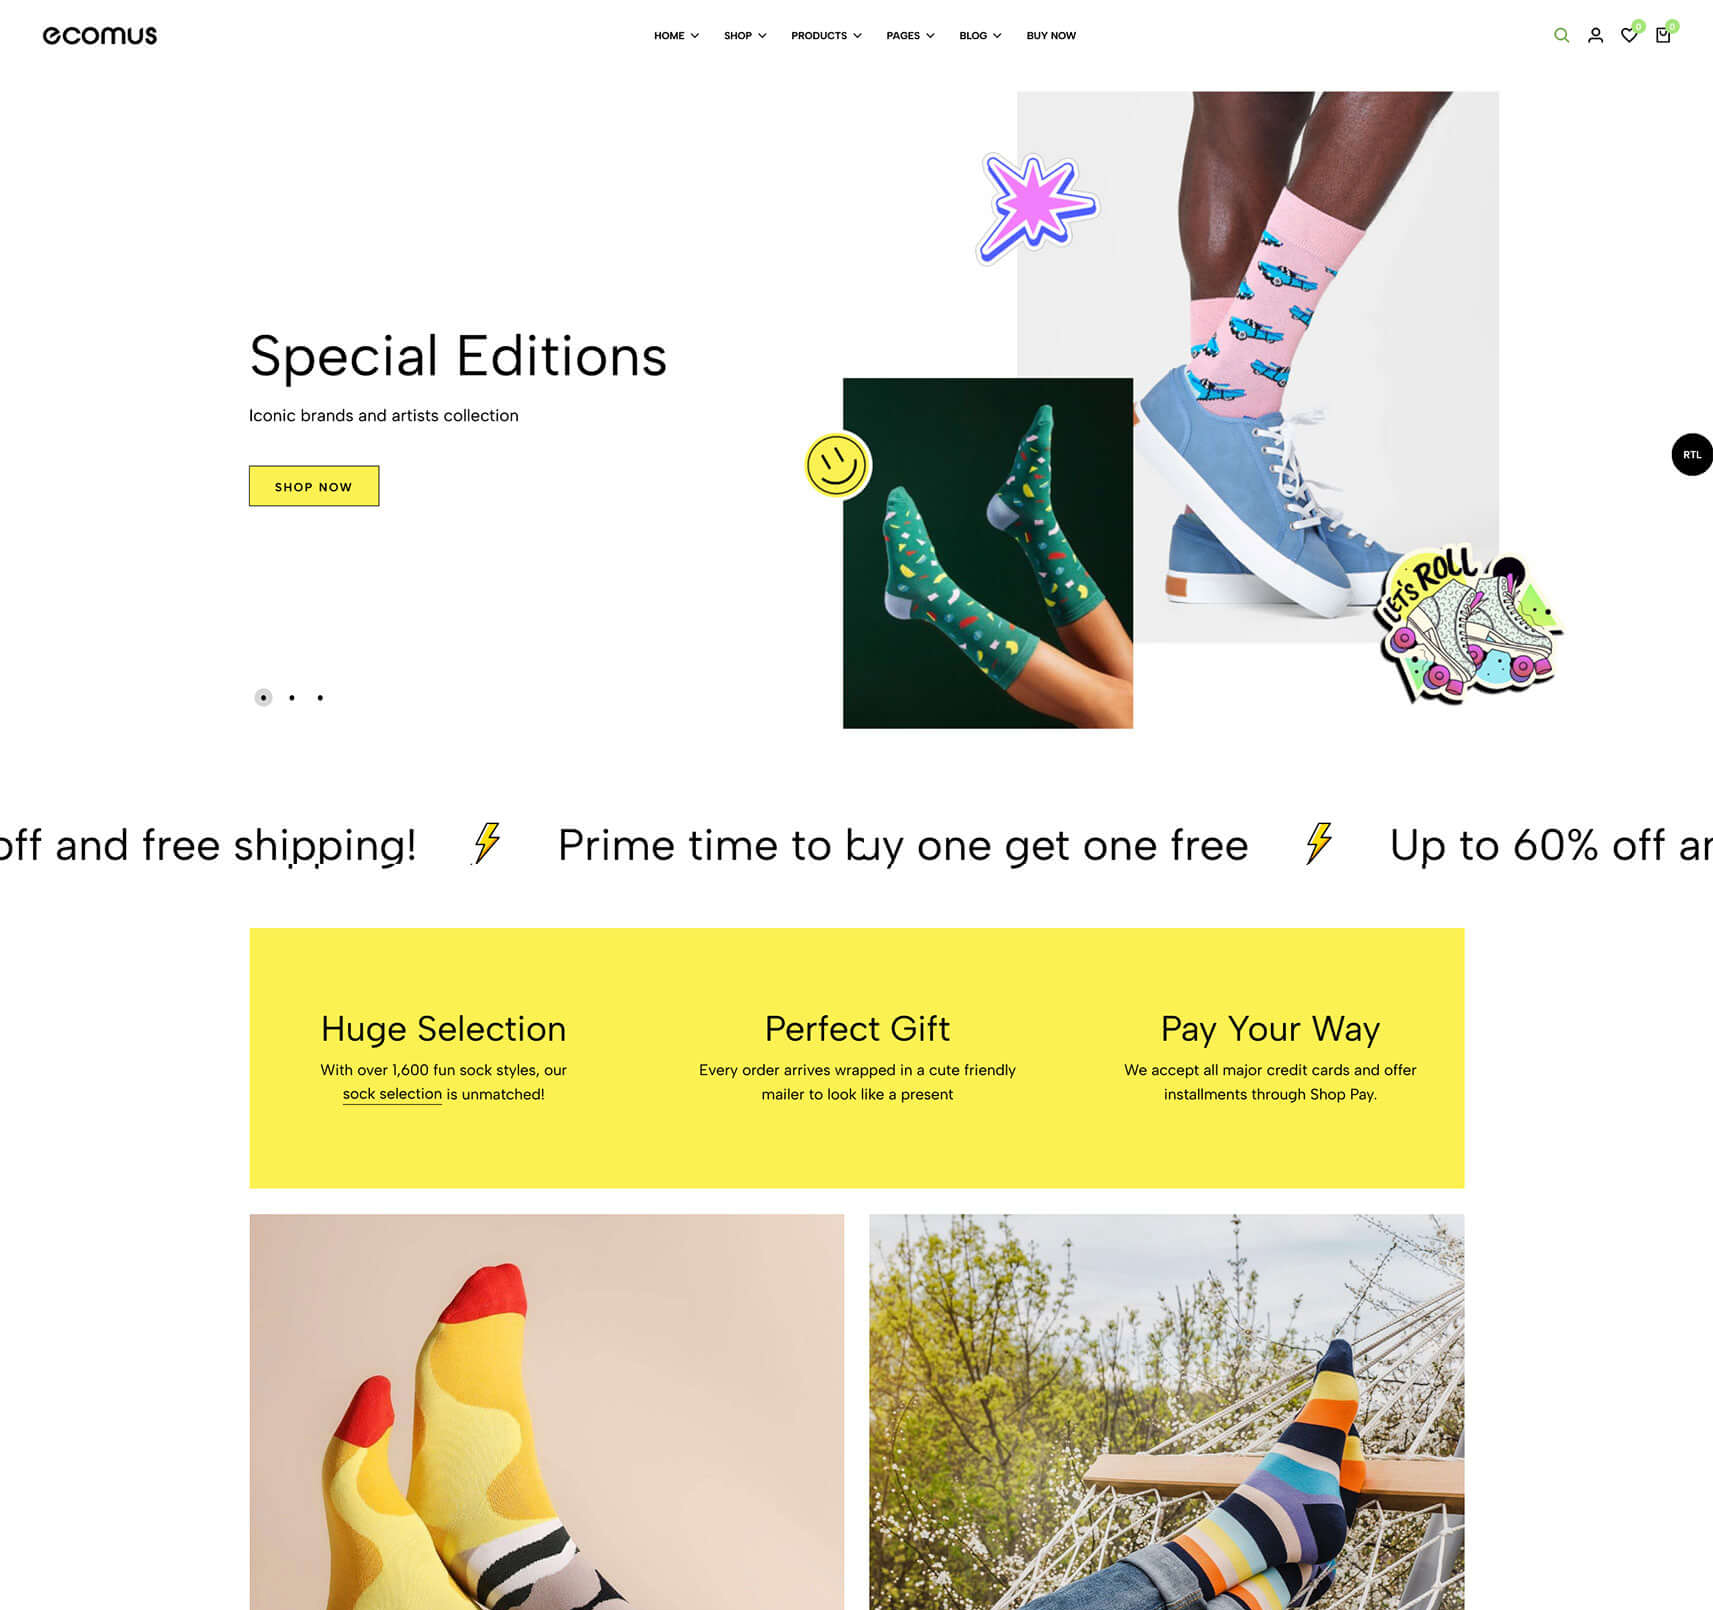 ecomus
HOME SHOP PRODUCTS PAGES BLOG BUY NOW
0 0
Special Editions
Iconic brands and artists collection
SHOP NOW
RTL
LET'S ROLL
off and free shipping! Prime time to buy one get one free Up to 60% off
Huge Selection
With over 1,600 fun sock styles, our
sock selection is unmatched!
Perfect Gift
Every order arrives wrapped in a cute friendly
mailer to look like a present
Pay Your Way
We accept all major credit cards and offer
installments through Shop Pay.